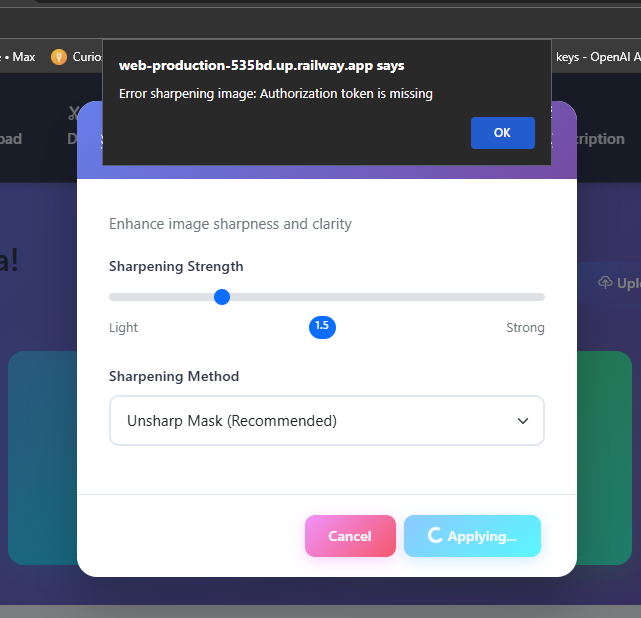 • Max
Curio
keys - OpenAI A
web-production-535bd.up.railway.app says
Error sharpening image: Authorization token is missing
OK
oad
D
cription
a!
Uplo
Enhance image sharpness and clarity
Sharpening Strength
Light
1.5
Strong
Sharpening Method
Unsharp Mask (Recommended)
Cancel
Applying...